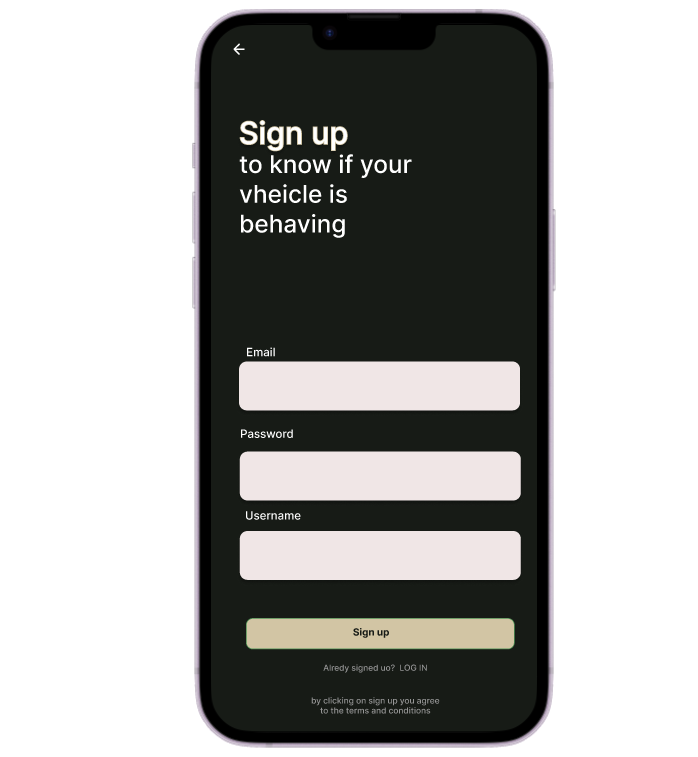 Sign up
to know if your
vheicle is
behaving
Email
Password
Username
Sign up
Alredy signed uo? LOG IN
by clicking on sign up you agree
to the terms and conditions